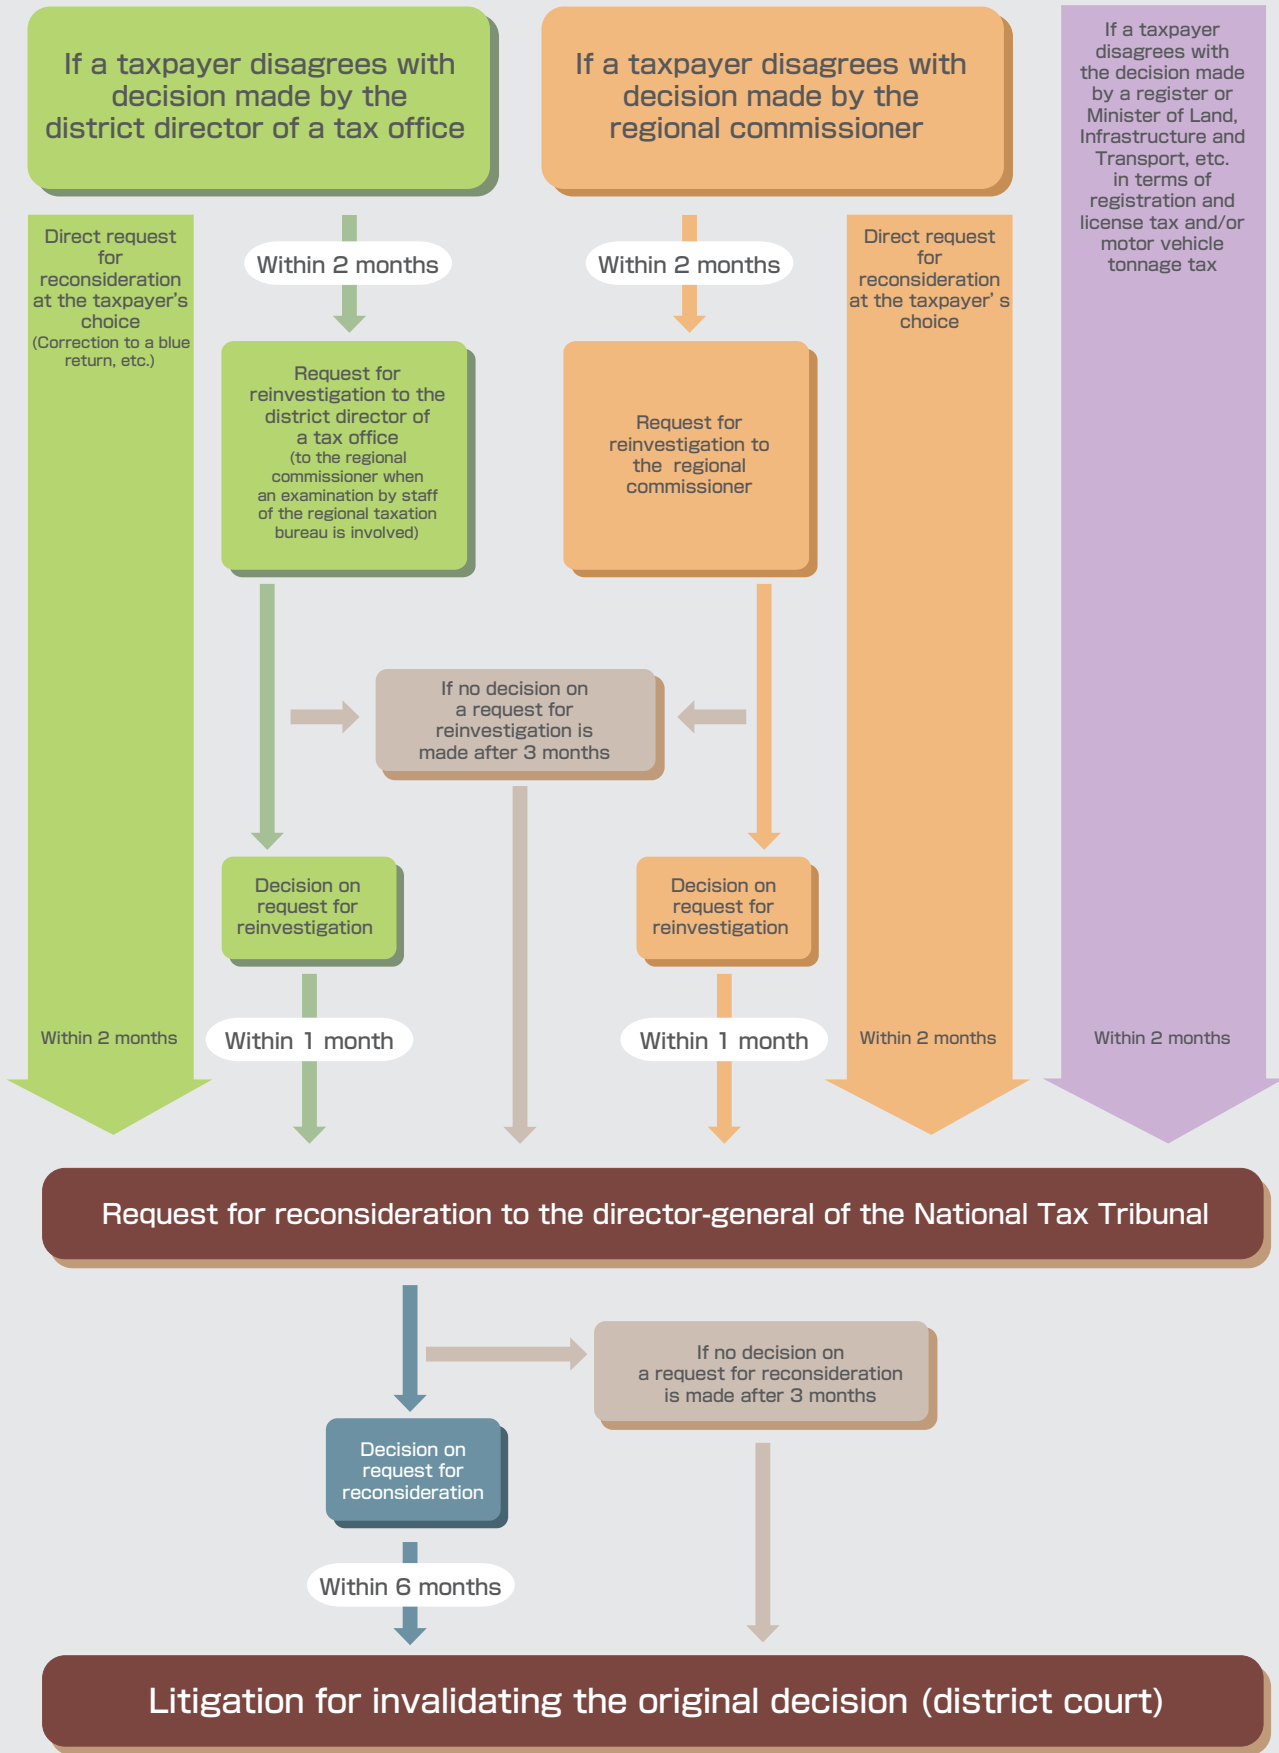 If a taxpayer disagrees with
decision made by the
district director of a tax office
If a taxpayer disagrees with
decision made by the
regional commissioner
If a taxpayer
disagrees with
the decision made
by a register or
Minister of Land,
Infrastructure and
Transport, etc.
in terms of
registration and
license tax and/or
motor vehicle
tonnage tax
Direct request
for
reconsideration
at the taxpayer's
choice
(Correction to a blue
return, etc.)
Within 2 months
Within 2 months
Direct request
for
reconsideration
at the taxpayer' s
choice
Request for
reinvestigation to the
district director of
a tax office
(to the regional
commissioner when
an examination by staff
of the regional taxation
bureau is involved)
Request for
reinvestigation to
the regional
commissioner
If no decision on
a request for
reinvestigation is
made after 3 months
Decision on
request for
reinvestigation
Decision on
request for
reinvestigation
Within 2 months
Within 1 month
Within 1 month
Within 2 months
Within 2 months
Request for reconsideration to the director-general of the National Tax Tribunal
If no decision on
a request for reconsideration
is made after 3 months
Decision on
request for
reconsideration
Within 6 months
Litigation for invalidating the original decision (district court)